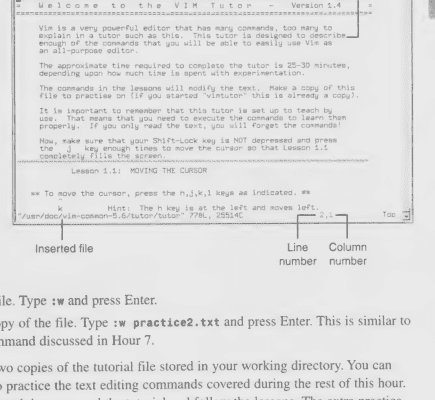 Welcome to the VIM Tutor - Version 1.4
Vim is a very powerful editor that has many commands, too many to
explain in a tutor such as this. This tutor is designed to describe
enough of the commands that you will be able to easily use Vim as
an all-purpose editor.
The approximate time required to complete the tutor is 25-30 minutes,
depending upon how much time is spent with experimentation.
The commands in the lessons will modify the text. Make a copy of this
file to practise on (if you started "vimtutor" this is already a copy).
It is important to remember that this tutor is set up to teach by
use. That means that you need to execute the commands to learn them
properly. If you only read the text, you will forget the commands!
Now, make sure that your Shift-Lock key is NOT depressed and press
the j key enough times to move the cursor so that Lesson 1.1
completely fills the screen.
Lesson 1.1: MOVING THE CURSOR
** To move the cursor, press the h,j,k,l keys as indicated. **
^
k Hint: The h key is at the left and moves left.
"/usr/doc/vim-common-5.6/tutor/tutor" 778L, 25514C 2,1 Top
Inserted file
Line Column
number number
ile. Type :w and press Enter.
opy of the file. Type :w practice2.txt and press Enter. This is similar to
mmand discussed in Hour 7.
wo copies of the tutorial file stored in your working directory. You can
o practice the text editing commands covered during the rest of this hour.